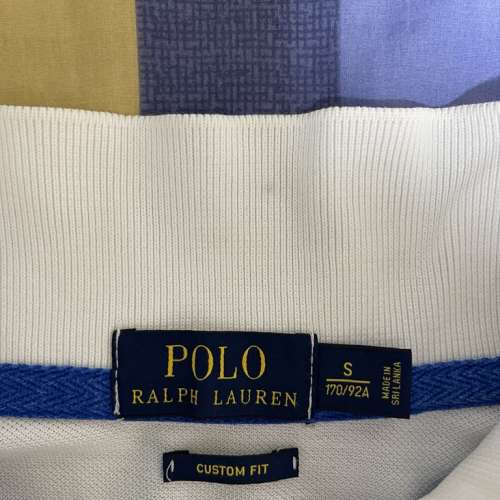 POLO
RALPH LAUREN
S
170/92A
MADE IN
SRI LANKA
CUSTOM FIT